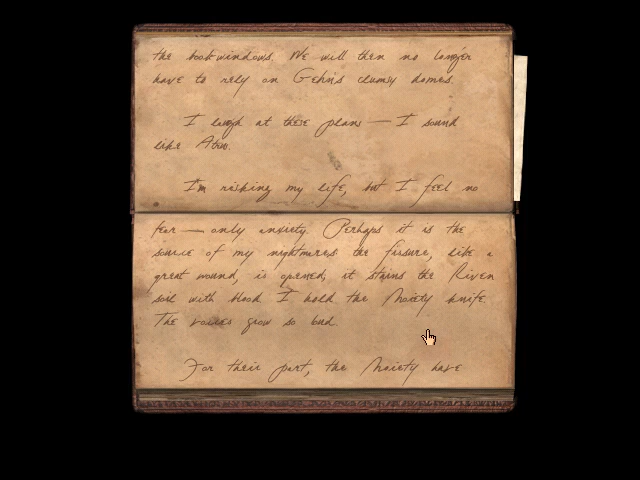 the book windows. We will then no longer
have to rely on Gehn's clumsy domes.
I laugh at these plans — I sound
like Atrus.
I'm risking my life, but I feel no
fear — only anxiety. Perhaps it is the
source of my nightmares: the fissure, like a
great wound, is opened; it stains the Riven
soil with blood. I hold the Moiety knife.
The voices grow so loud.
For their part, the Moiety have